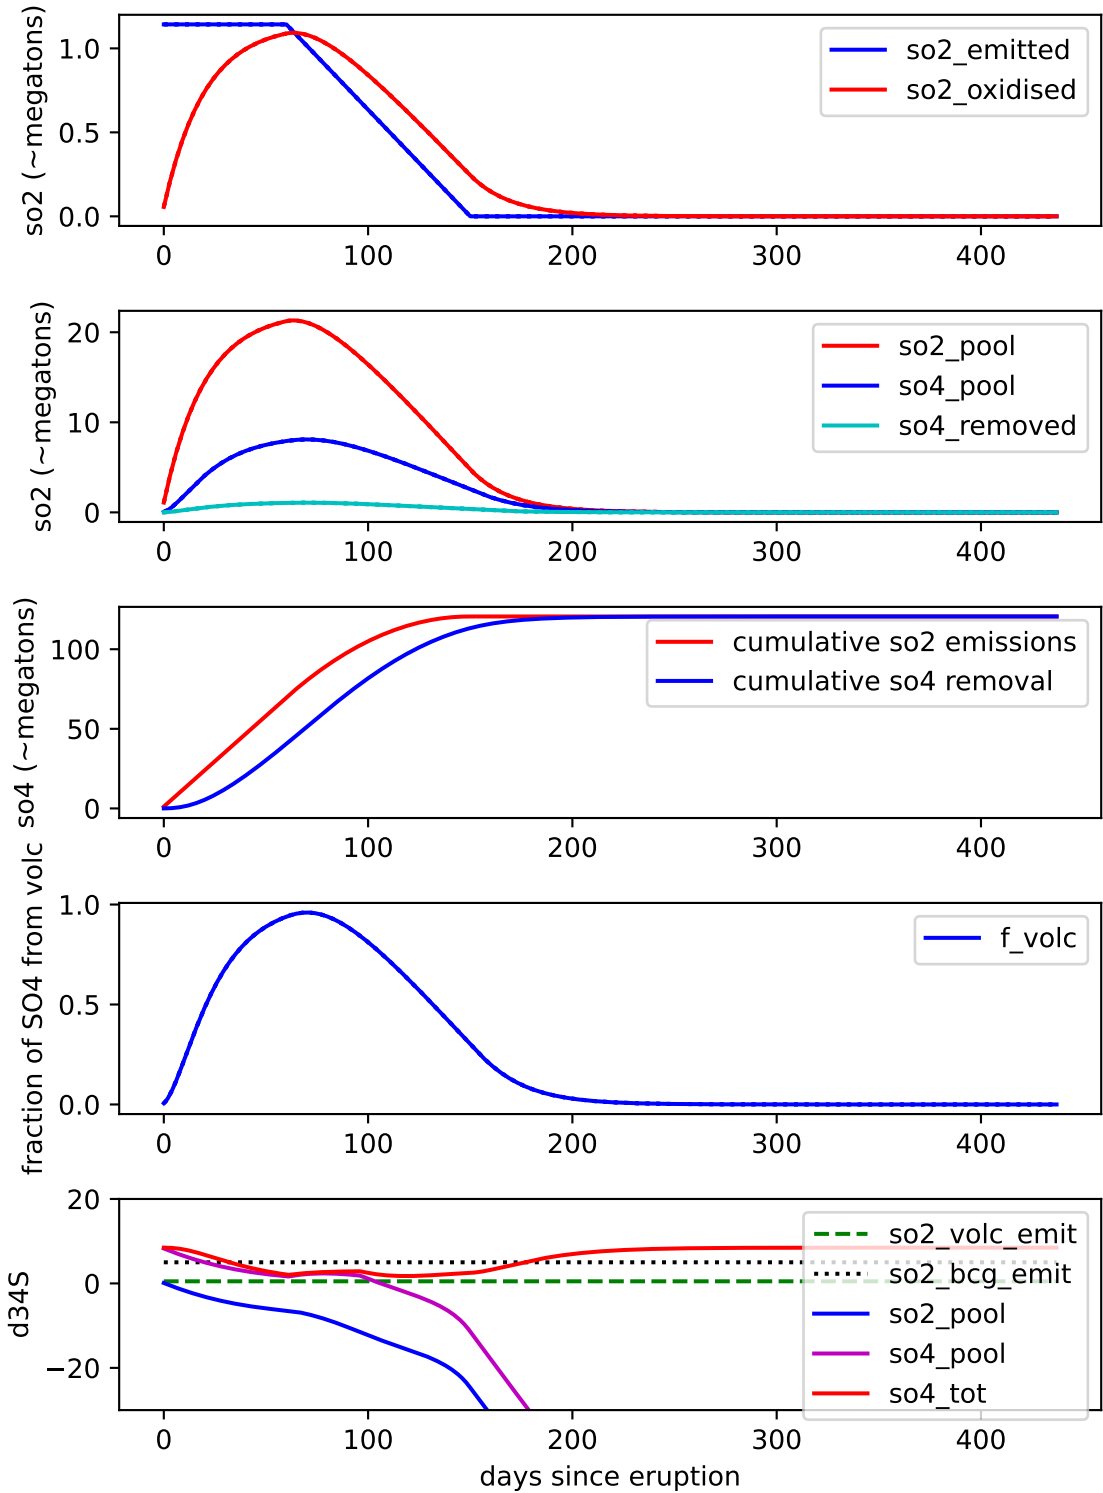 so2 (~megatons)
1.0
0.5
0.0
so2_emitted
so2_oxidised
0 100 200 300 400
so2 (~megatons)
20
10
0
so2_pool
so4_pool
so4_removed
0 100 200 300 400
so4 (~megatons)
100
50
0
cumulative so2 emissions
cumulative so4 removal
0 100 200 300 400
fraction of SO4 from volc
1.0
0.5
0.0
f_volc
0 100 200 300 400
d34S
20
0
−20
so2_volc_emit
so2_bcg_emit
so2_pool
so4_pool
so4_tot
0 100 200 300 400
days since eruption